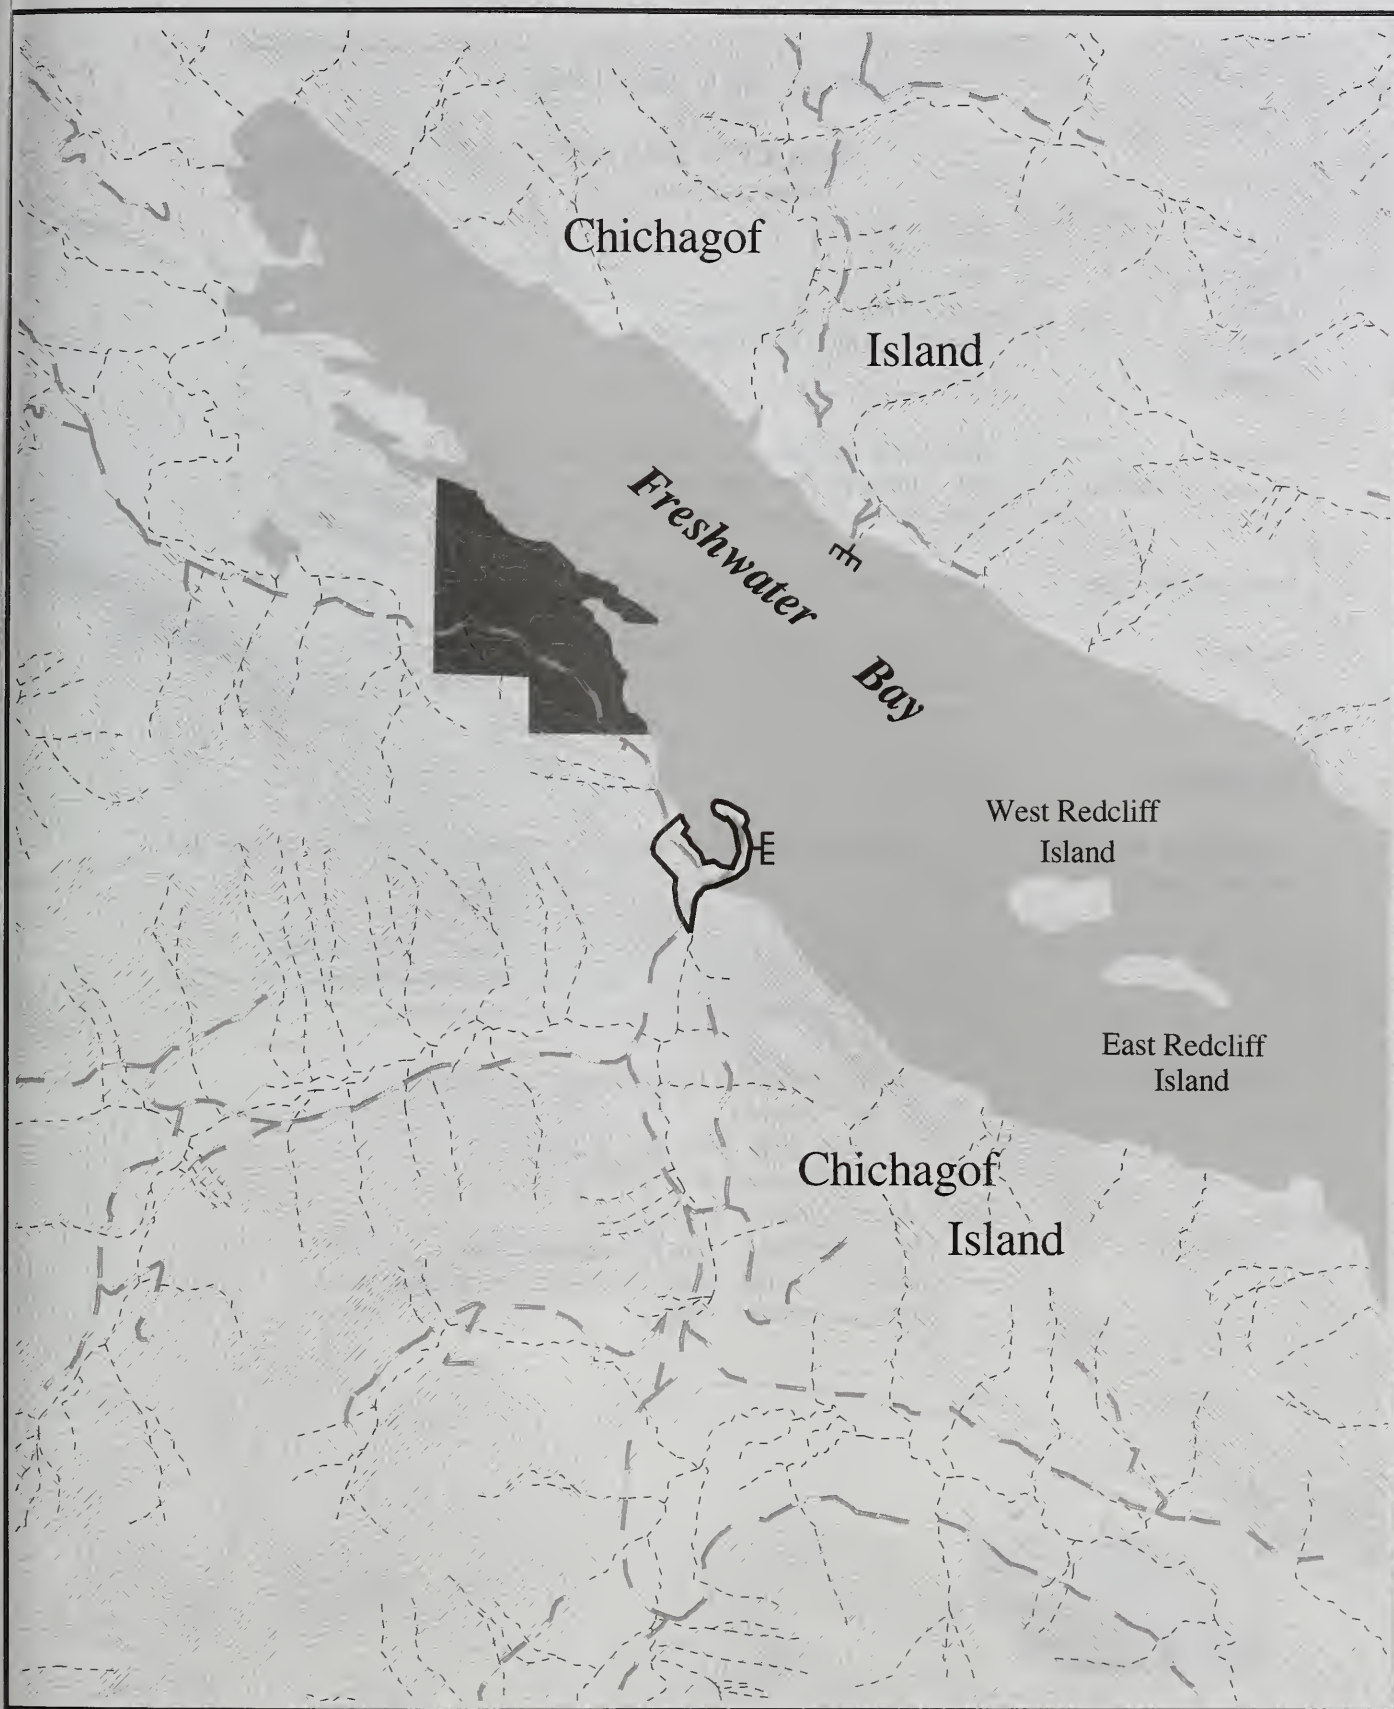 Chichagof
Island
Freshwater
Bay
West Redcliff
Island
East Redcliff
Island
Chichagof
Island